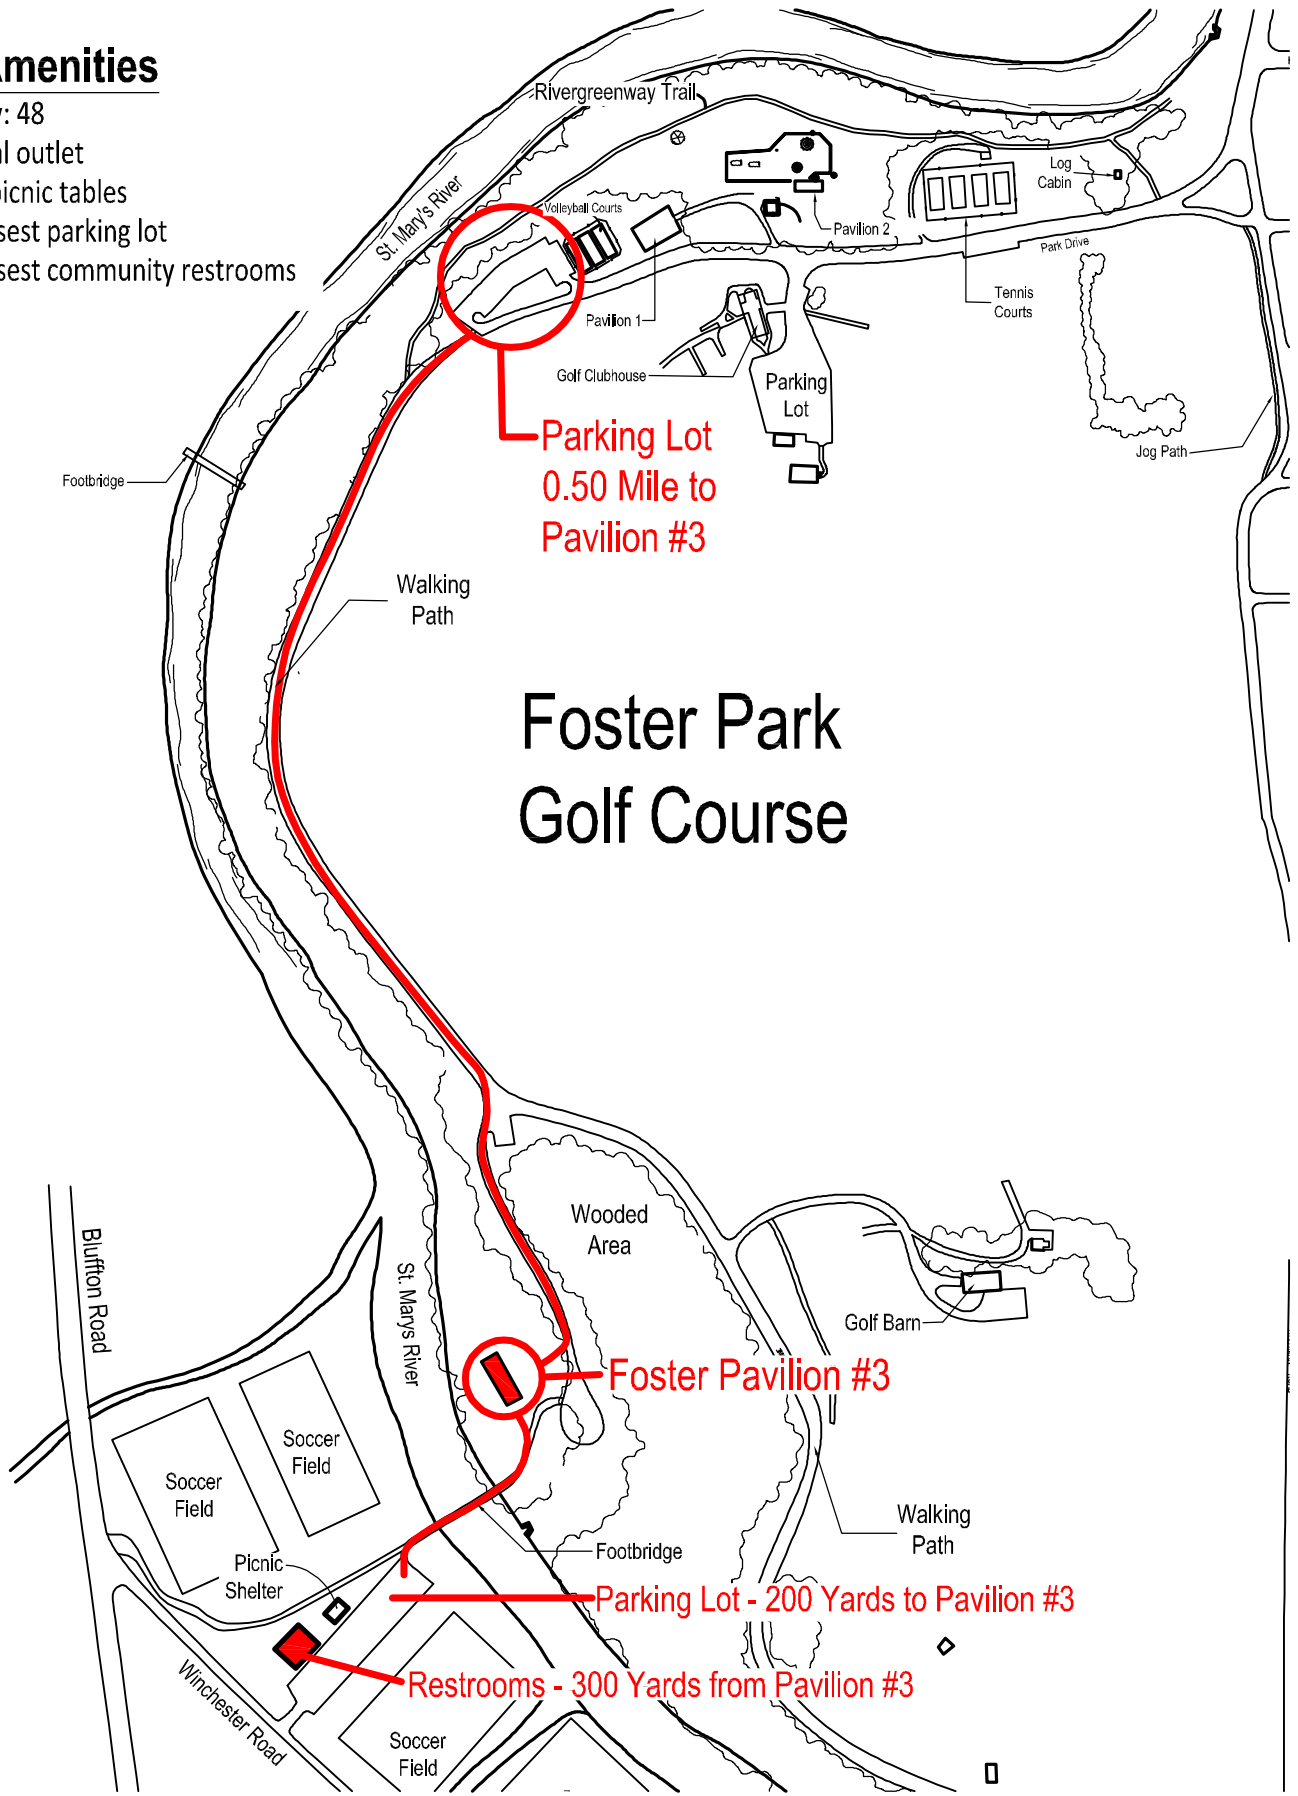 menities
: 48
l outlet
picnic tables
sest parking lot
sest community restrooms
Rivergreenway Trail
St. Mary's River
Volleyball Courts
Log
Cabin
Pavilion 2
Park Drive
Pavilion 1
Tennis
Courts
Golf Clubhouse
Parking
Lot
Jog Path
Footbridge
Parking Lot
0.50 Mile to
Pavilion #3
Walking
Path
Foster Park
Golf Course
Wooded
Area
Bluffton Road
St. Marys River
Golf Barn
Foster Pavilion #3
Soccer
Field
Soccer
Field
Walking
Path
Footbridge
Picnic
Shelter
Parking Lot - 200 Yards to Pavilion #3
Restrooms - 300 Yards from Pavilion #3
Winchester Road
Soccer
Field